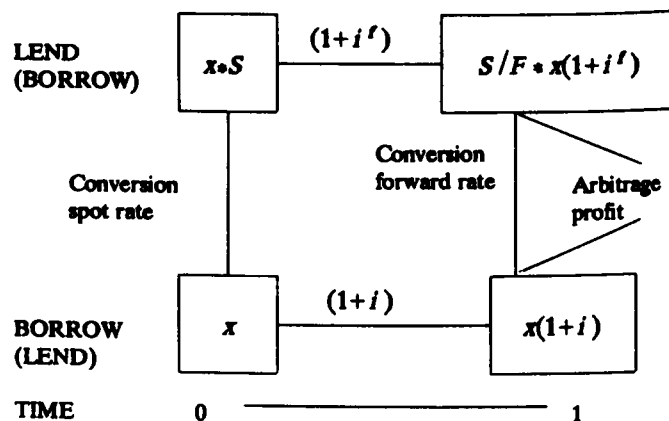 LEND
(BORROW)
x*S
(1+i^f)
S/F * x(1+i^f)
Conversion
spot rate
Conversion
forward rate
Arbitrage
profit
BORROW
(LEND)
x
(1+i)
x(1+i)
TIME
0
1